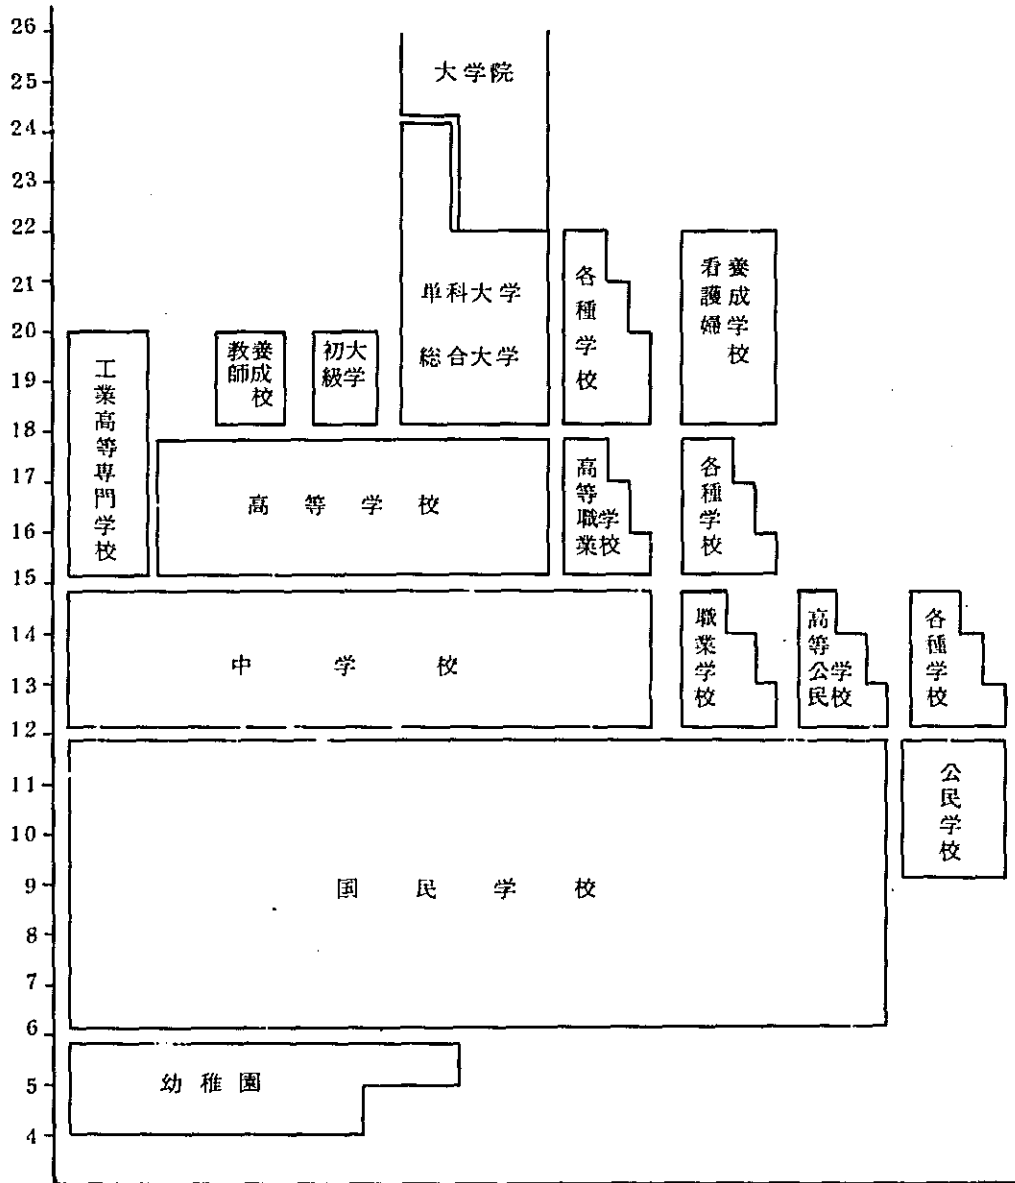 26
25
24
23
22
21
20
19
18
17
16
15
14
13
12
11
10
9
8
7
6
5
4
大学院
単科大学
総合大学
各種学校
看護婦
養成学校
工業高等専門学校
教師
養成校
初級
大学
高等学校
高等
職業
学校
各種学校
中学校
職業学校
高等
公民
学校
各種学校
国民学校
公民学校
幼稚園